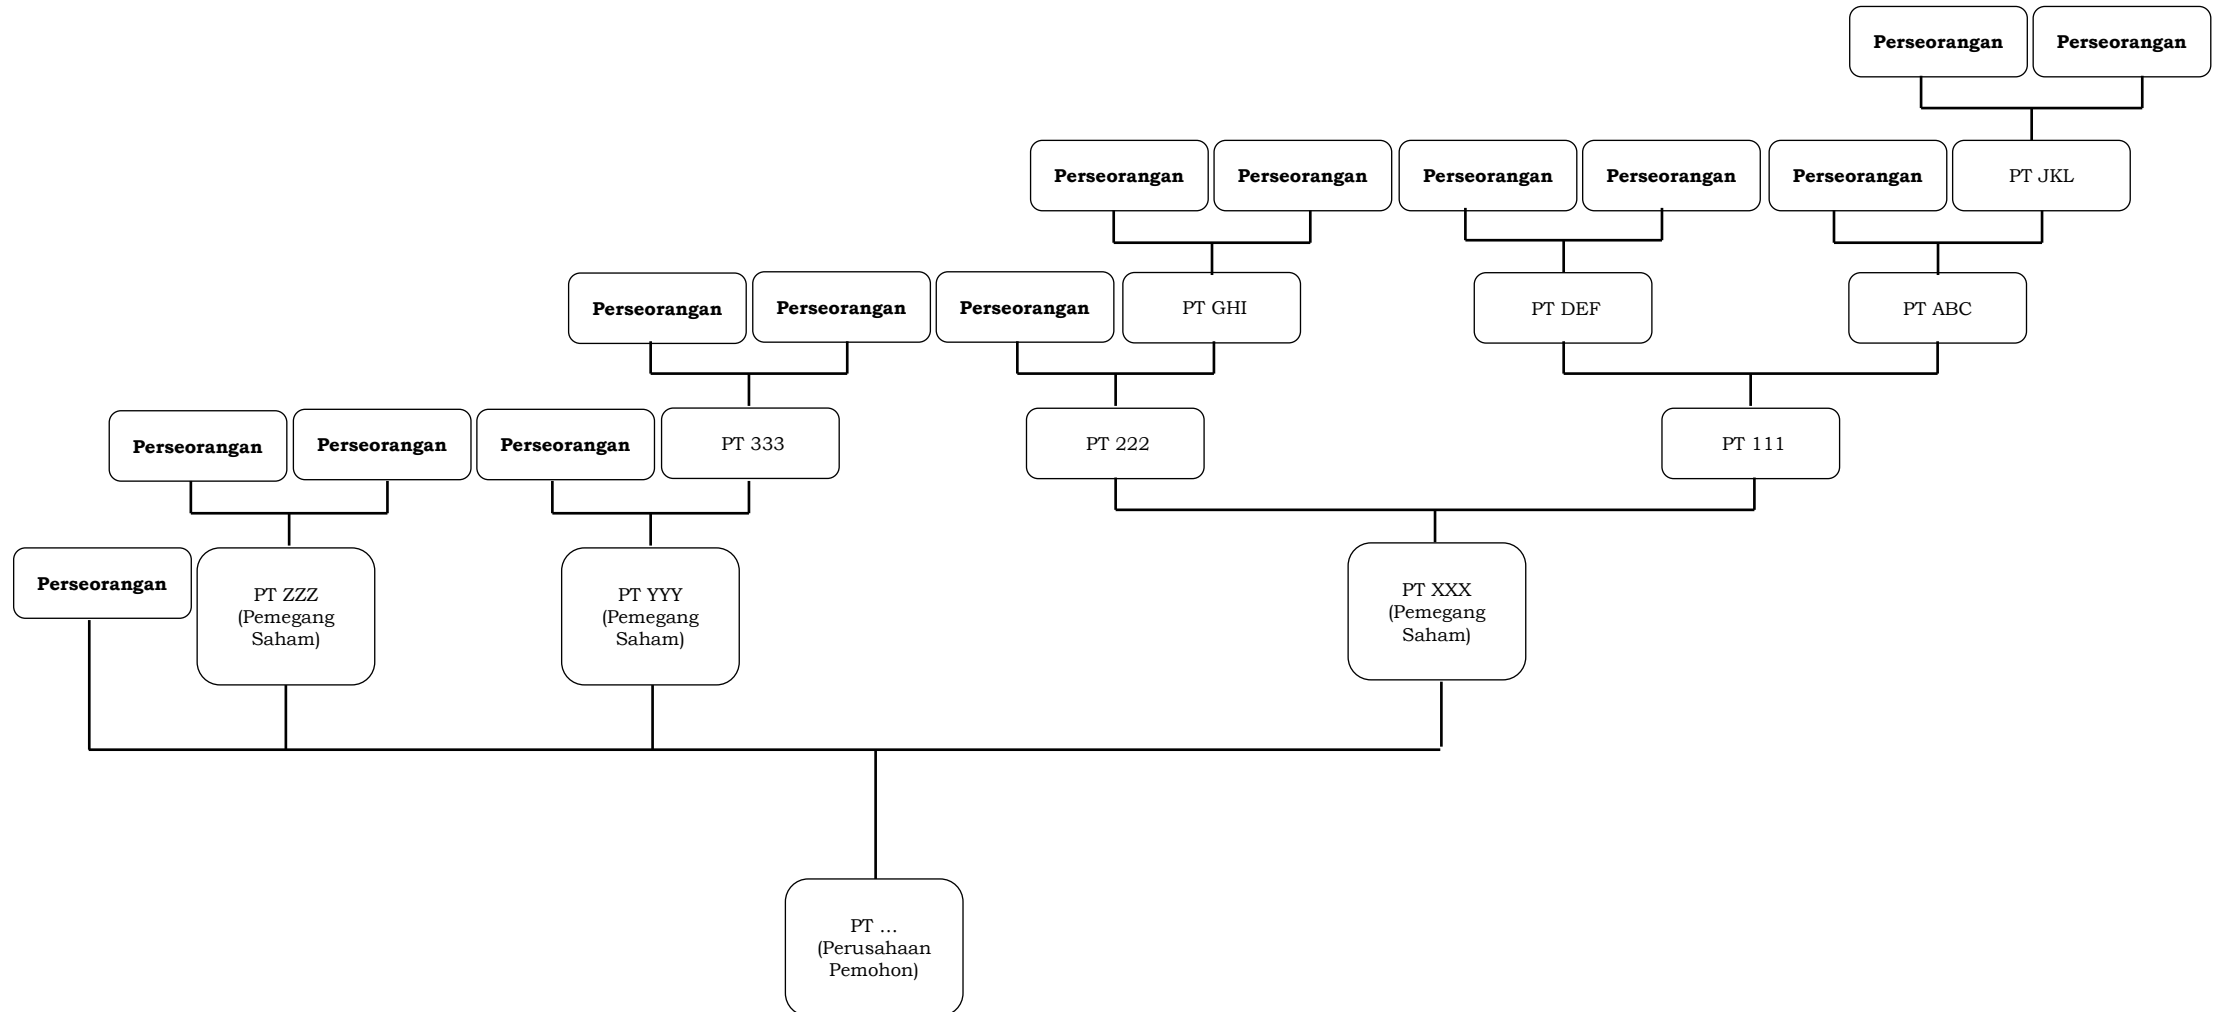 Perseorangan
Perseorangan
Perseorangan
Perseorangan
Perseorangan
Perseorangan
Perseorangan
PT JKL
Perseorangan
Perseorangan
Perseorangan
PT GHI
PT DEF
PT ABC
Perseorangan
Perseorangan
Perseorangan
PT 333
PT 222
PT 111
Perseorangan
PT ZZZ
(Pemegang
Saham)
PT YYY
(Pemegang
Saham)
PT XXX
(Pemegang
Saham)
PT ...
(Perusahaan
Pemohon)